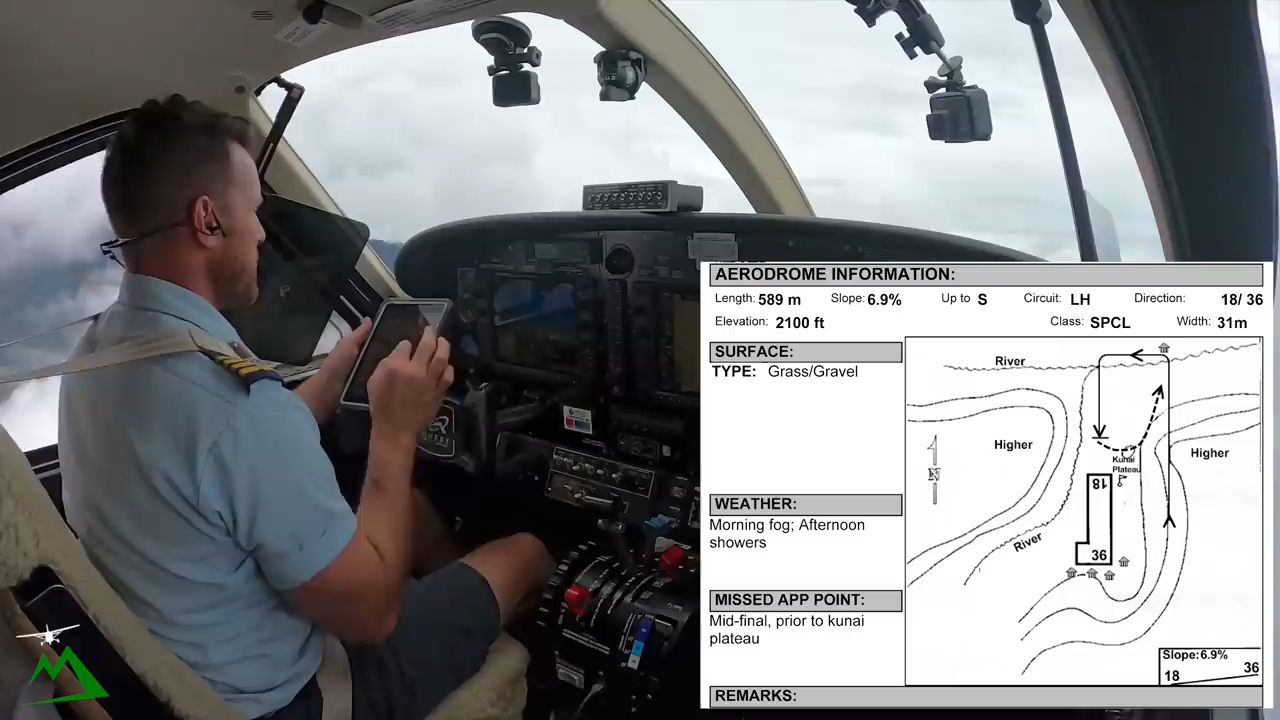 AERODROME INFORMATION:
Length: 589 m Slope: 6.9% Up to S Circuit: LH Direction: 18/ 36
Elevation: 2100 ft Class: SPCL Width: 31m
SURFACE:
TYPE: Grass/Gravel
WEATHER:
Morning fog; Afternoon
showers
MISSED APP POINT:
Mid-final, prior to kunai
plateau
REMARKS:
River
Higher
Higher
N
Kunai
Plateau
18
River
36
Slope:6.9%
18 36